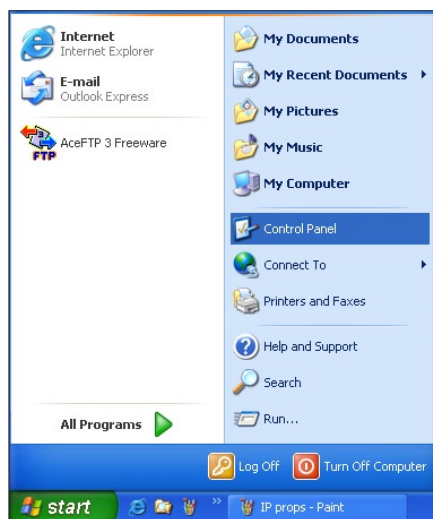 Internet
Internet Explorer
E-mail
Outlook Express
FTP
AceFTP 3 Freeware
All Programs
My Documents
My Recent Documents
My Pictures
My Music
My Computer
Control Panel
Connect To
Printers and Faxes
Help and Support
Search
Run...
Log Off
Turn Off Computer
start
IP props - Paint